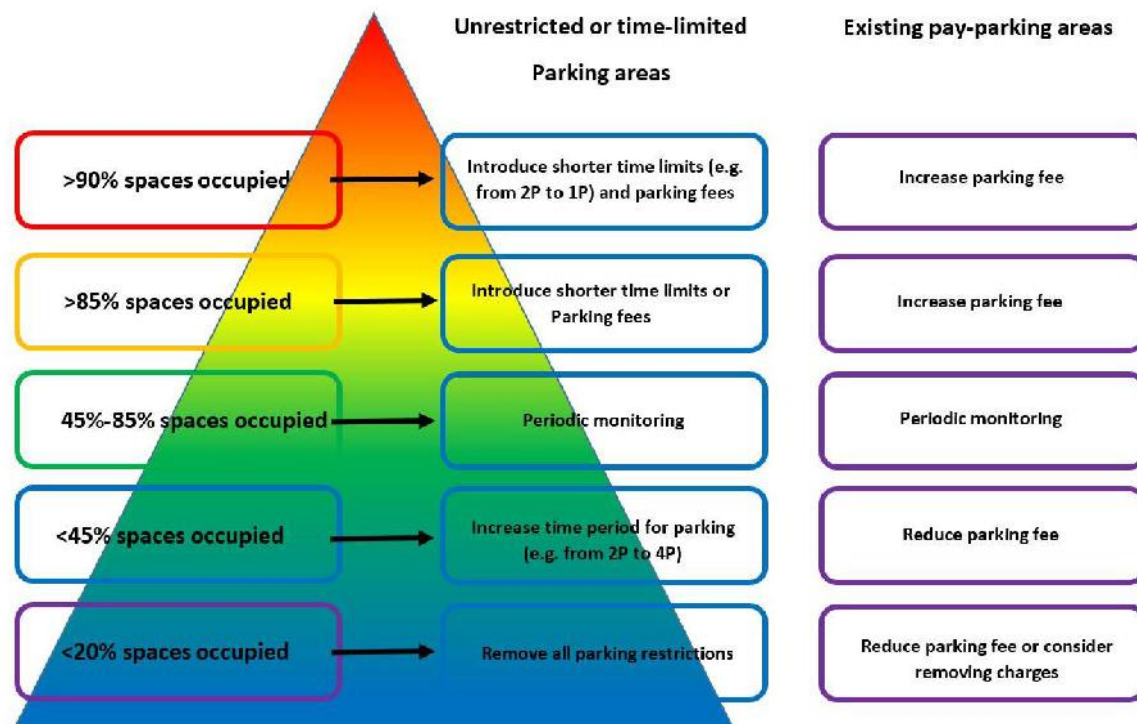 Unrestricted or time-limited
Parking areas
Existing pay-parking areas
>90% spaces occupied
Introduce shorter time limits (e.g.
from 2P to 1P) and parking fees
Increase parking fee
>85% spaces occupied
Introduce shorter time limits or
Parking fees
Increase parking fee
45%-85% spaces occupied
Periodic monitoring
Periodic monitoring
<45% spaces occupied
Increase time period for parking
(e.g. from 2P to 4P)
Reduce parking fee
<20% spaces occupied
Remove all parking restrictions
Reduce parking fee or consider
removing charges